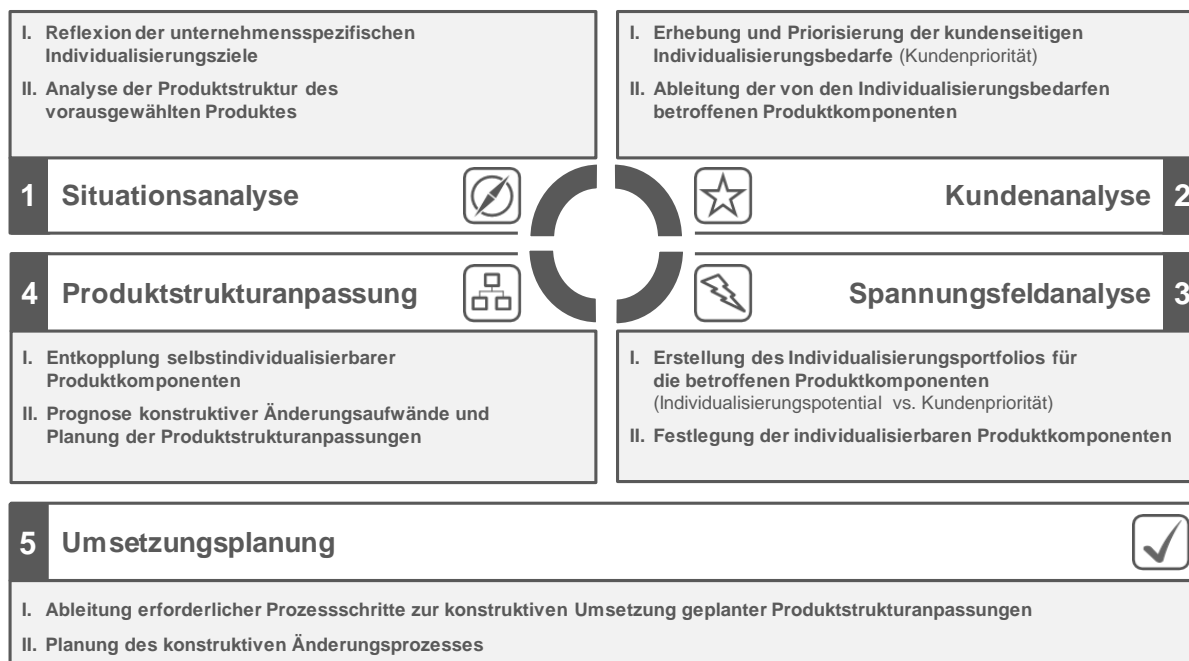 I. Reflexion der unternehmensspezifischen
Individualisierungsziele
II. Analyse der Produktstruktur des
vorausgewählten Produktes
1 Situationsanalyse
I. Erhebung und Priorisierung der kundenseitigen
Individualisierungsbedarfe (Kundenpriorität)
II. Ableitung der von den Individualisierungsbedarfen
betroffenen Produktkomponenten
Kundenanalyse 2
4 Produktstrukturanpassung
I. Entkopplung selbstindividualisierbarer
Produktkomponenten
II. Prognose konstruktiver Änderungsaufwände und
Planung der Produktstrukturanpassungen
Spannungsfeldanalyse 3
I. Erstellung des Individualisierungsportfolios für
die betroffenen Produktkomponenten
(Individualisierungspotential vs. Kundenpriorität)
II. Festlegung der individualisierbaren Produktkomponenten
5 Umsetzungsplanung
I. Ableitung erforderlicher Prozessschritte zur konstruktiven Umsetzung geplanter Produktstrukturanpassungen
II. Planung des konstruktiven Änderungsprozesses